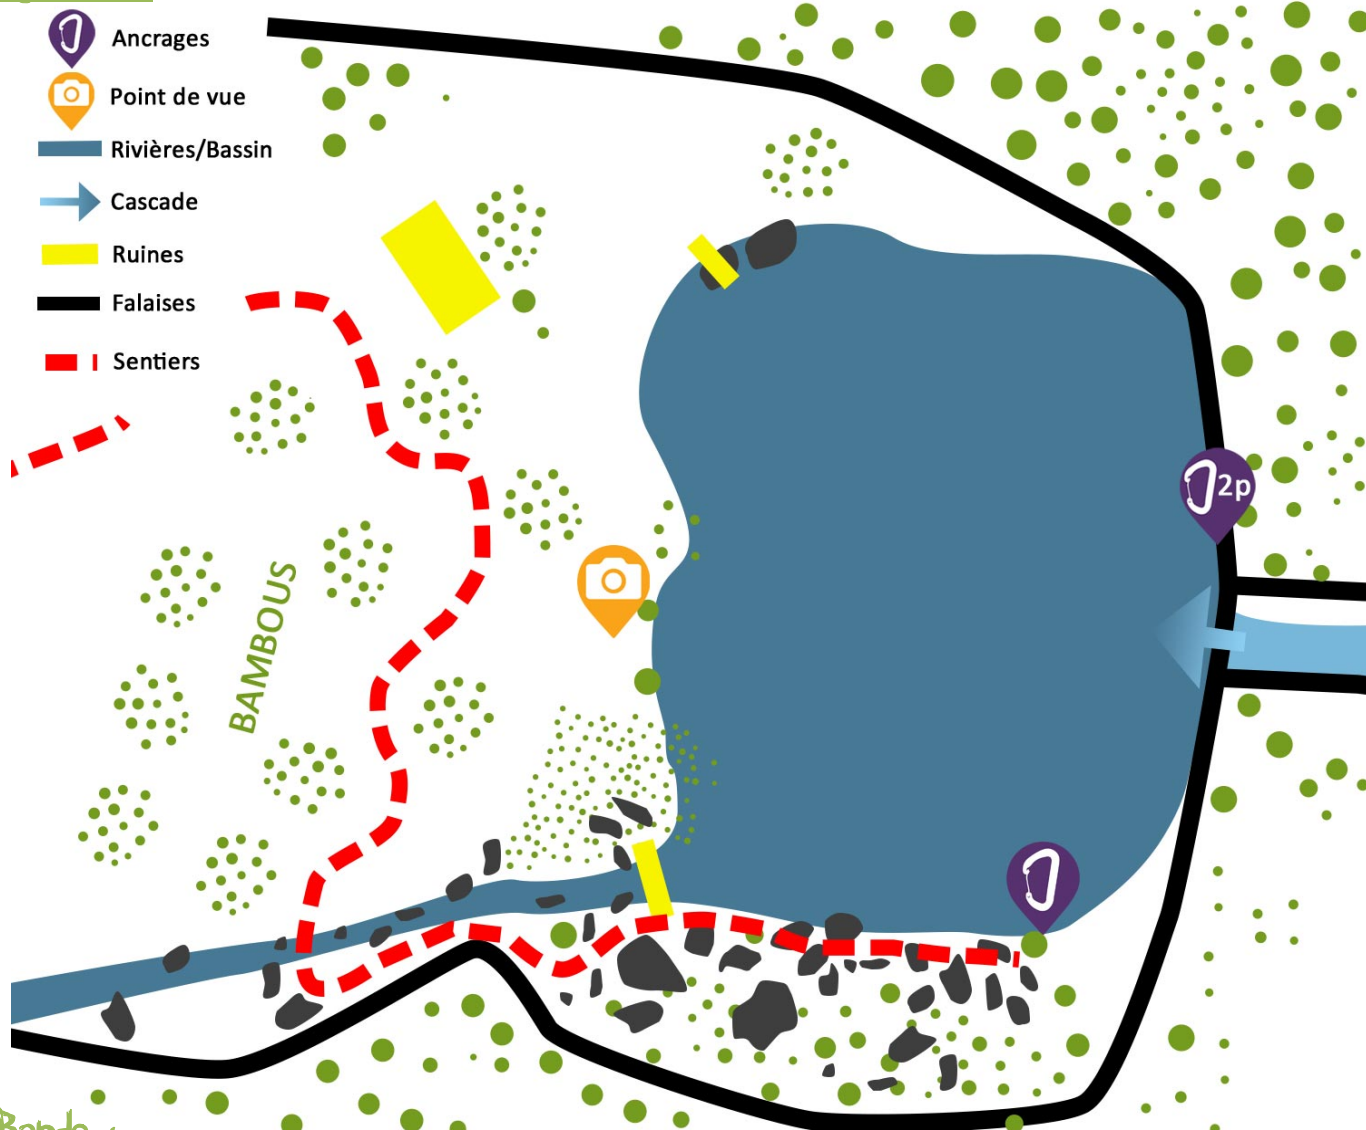 Ancrages
Point de vue
Rivières/Bassin
Cascade
Ruines
Falaises
Sentiers
2p
BAMBOUS